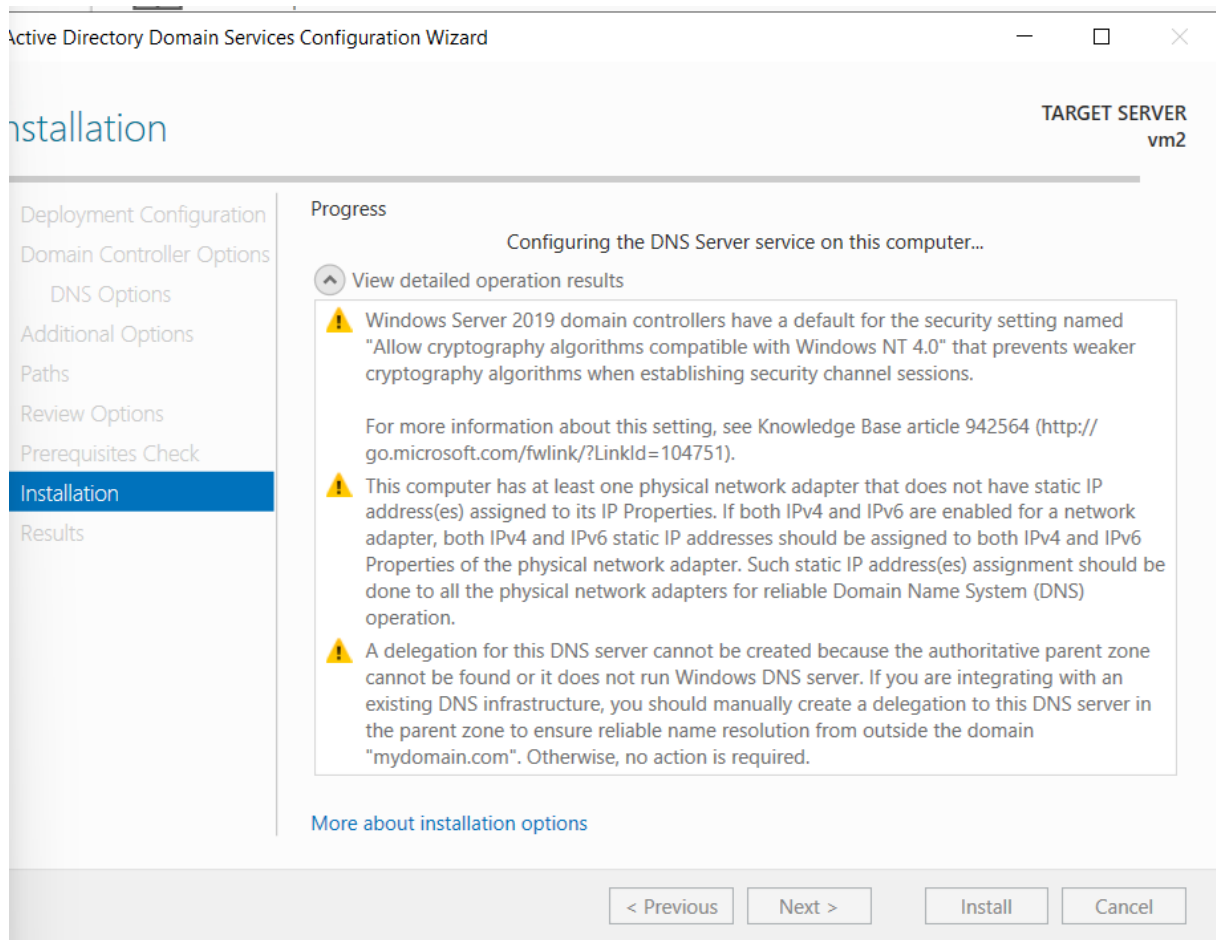 Active Directory Domain Services Configuration Wizard
nstallation
TARGET SERVER
vm2
Deployment Configuration
Domain Controller Options
DNS Options
Additional Options
Paths
Review Options
Prerequisites Check
Installation
Results
Progress
Configuring the DNS Server service on this computer...
View detailed operation results
Windows Server 2019 domain controllers have a default for the security setting named
"Allow cryptography algorithms compatible with Windows NT 4.0" that prevents weaker
cryptography algorithms when establishing security channel sessions.
For more information about this setting, see Knowledge Base article 942564 (http://
go.microsoft.com/fwlink/?LinkId=104751).
This computer has at least one physical network adapter that does not have static IP
address(es) assigned to its IP Properties. If both IPv4 and IPv6 are enabled for a network
adapter, both IPv4 and IPv6 static IP addresses should be assigned to both IPv4 and IPv6
Properties of the physical network adapter. Such static IP address(es) assignment should be
done to all the physical network adapters for reliable Domain Name System (DNS)
operation.
A delegation for this DNS server cannot be created because the authoritative parent zone
cannot be found or it does not run Windows DNS server. If you are integrating with an
existing DNS infrastructure, you should manually create a delegation to this DNS server in
the parent zone to ensure reliable name resolution from outside the domain
"mydomain.com". Otherwise, no action is required.
More about installation options
< Previous
Next >
Install
Cancel